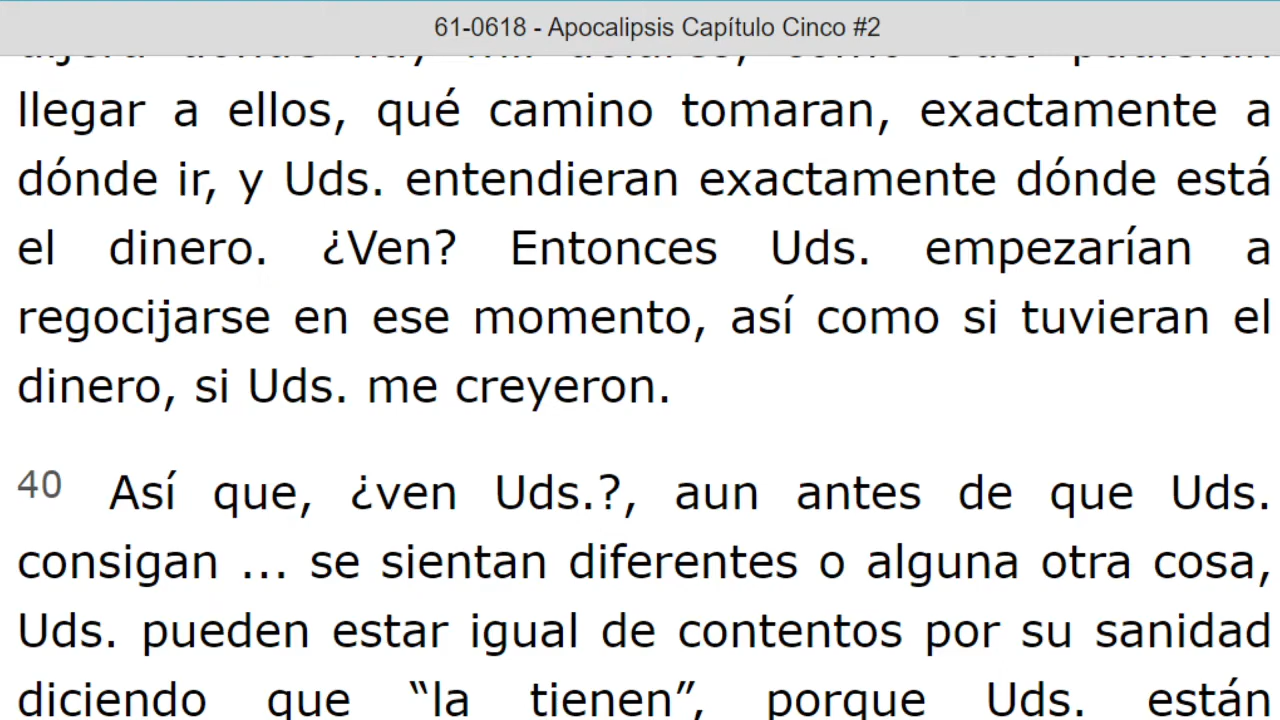 61-0618 - Apocalipsis Capítulo Cinco #2
llegar a ellos, qué camino tomaran, exactamente a
dónde ir, y Uds. entendieran exactamente dónde está
el dinero. ¿Ven? Entonces Uds. empezarían a
regocijarse en ese momento, así como si tuvieran el
dinero, si Uds. me creyeron.
40 Así que, ¿ven Uds.?, aun antes de que Uds.
consigan ... se sientan diferentes o alguna otra cosa,
Uds. pueden estar igual de contentos por su sanidad
diciendo que “la tienen”, porque Uds. están